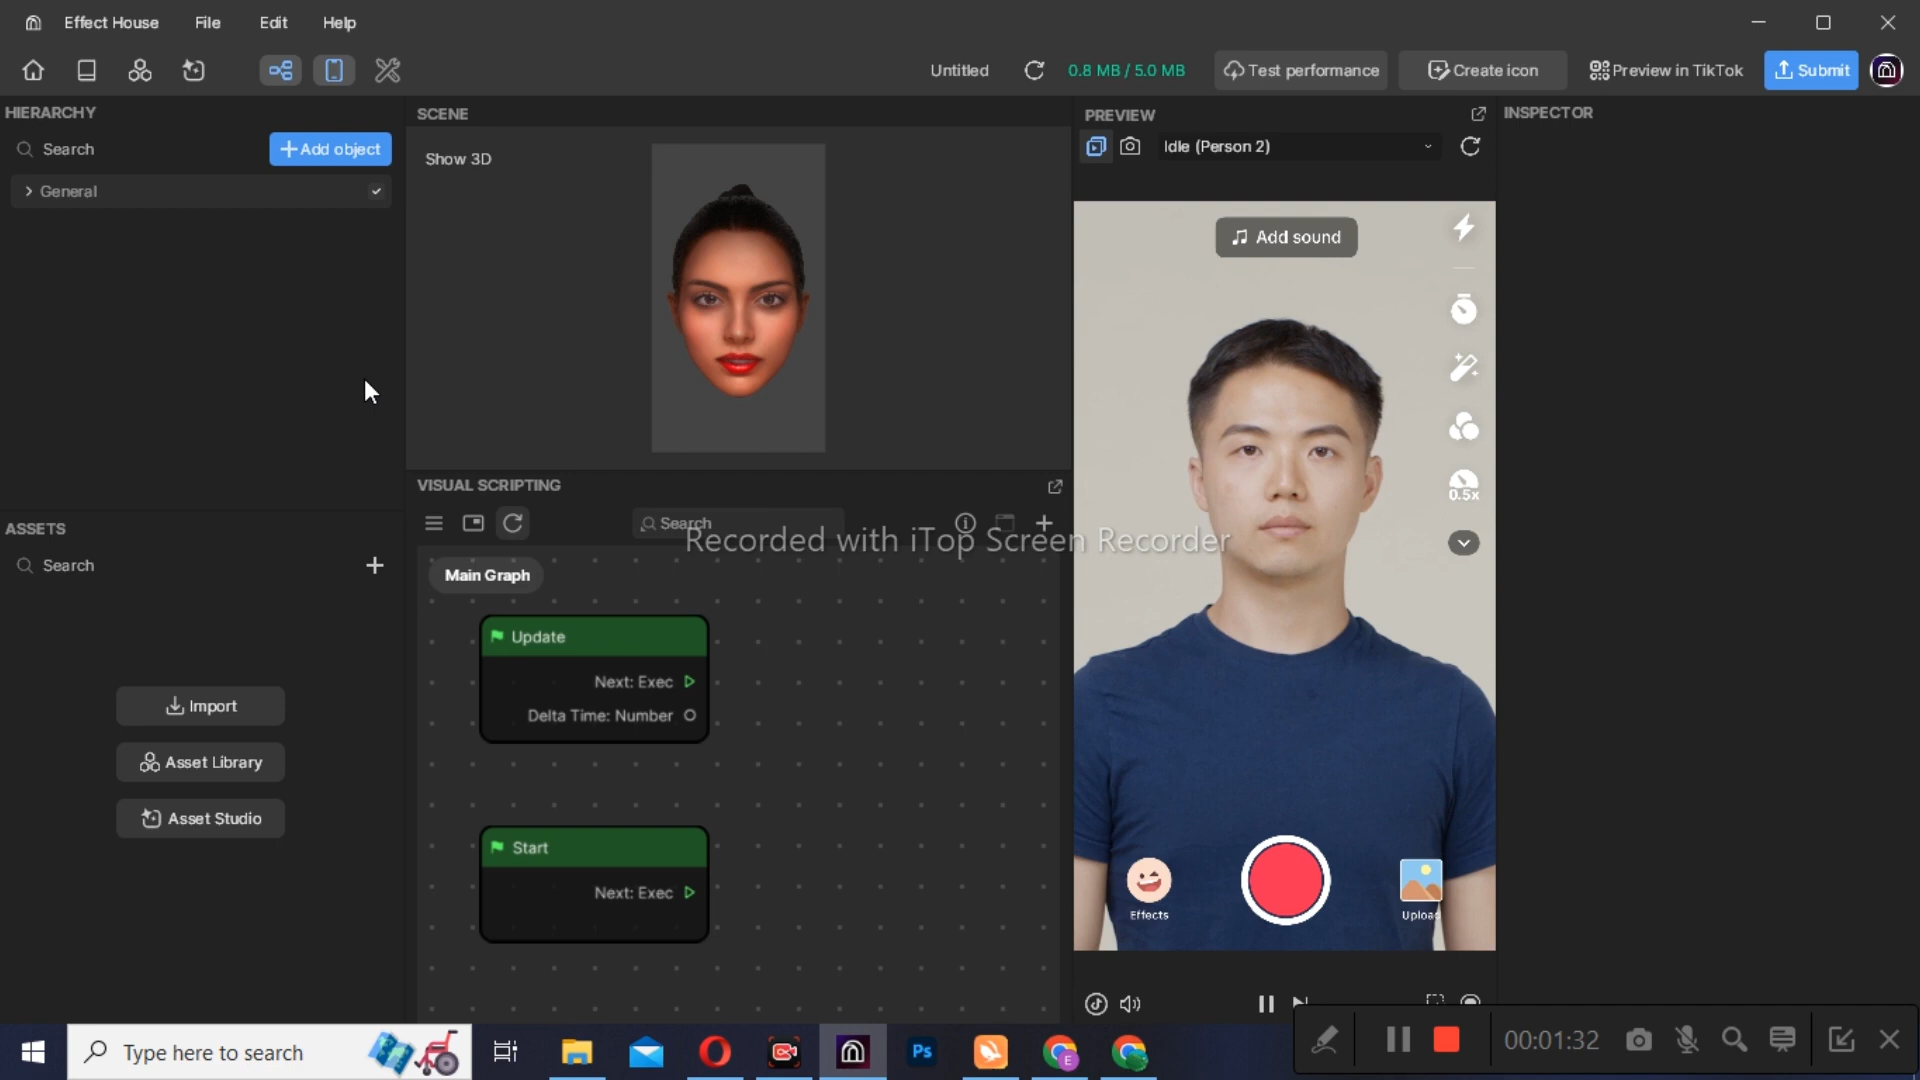 Effect House File Edit Help
Untitled 0.8 MB / 5.0 MB Test performance Create icon Preview in TikTok Submit
HIERARCHY
Search Add object
General
SCENE
Show 3D
PREVIEW
Idle (Person 2)
Add sound
0.5x
Effects
Upload
INSPECTOR
VISUAL SCRIPTING
Search
Recorded with iTop Screen Recorder
Main Graph
Update
Next: Exec
Delta Time: Number
Start
Next: Exec
ASSETS
Search
Import
Asset Library
Asset Studio
Type here to search
Ps
E
00:01:32